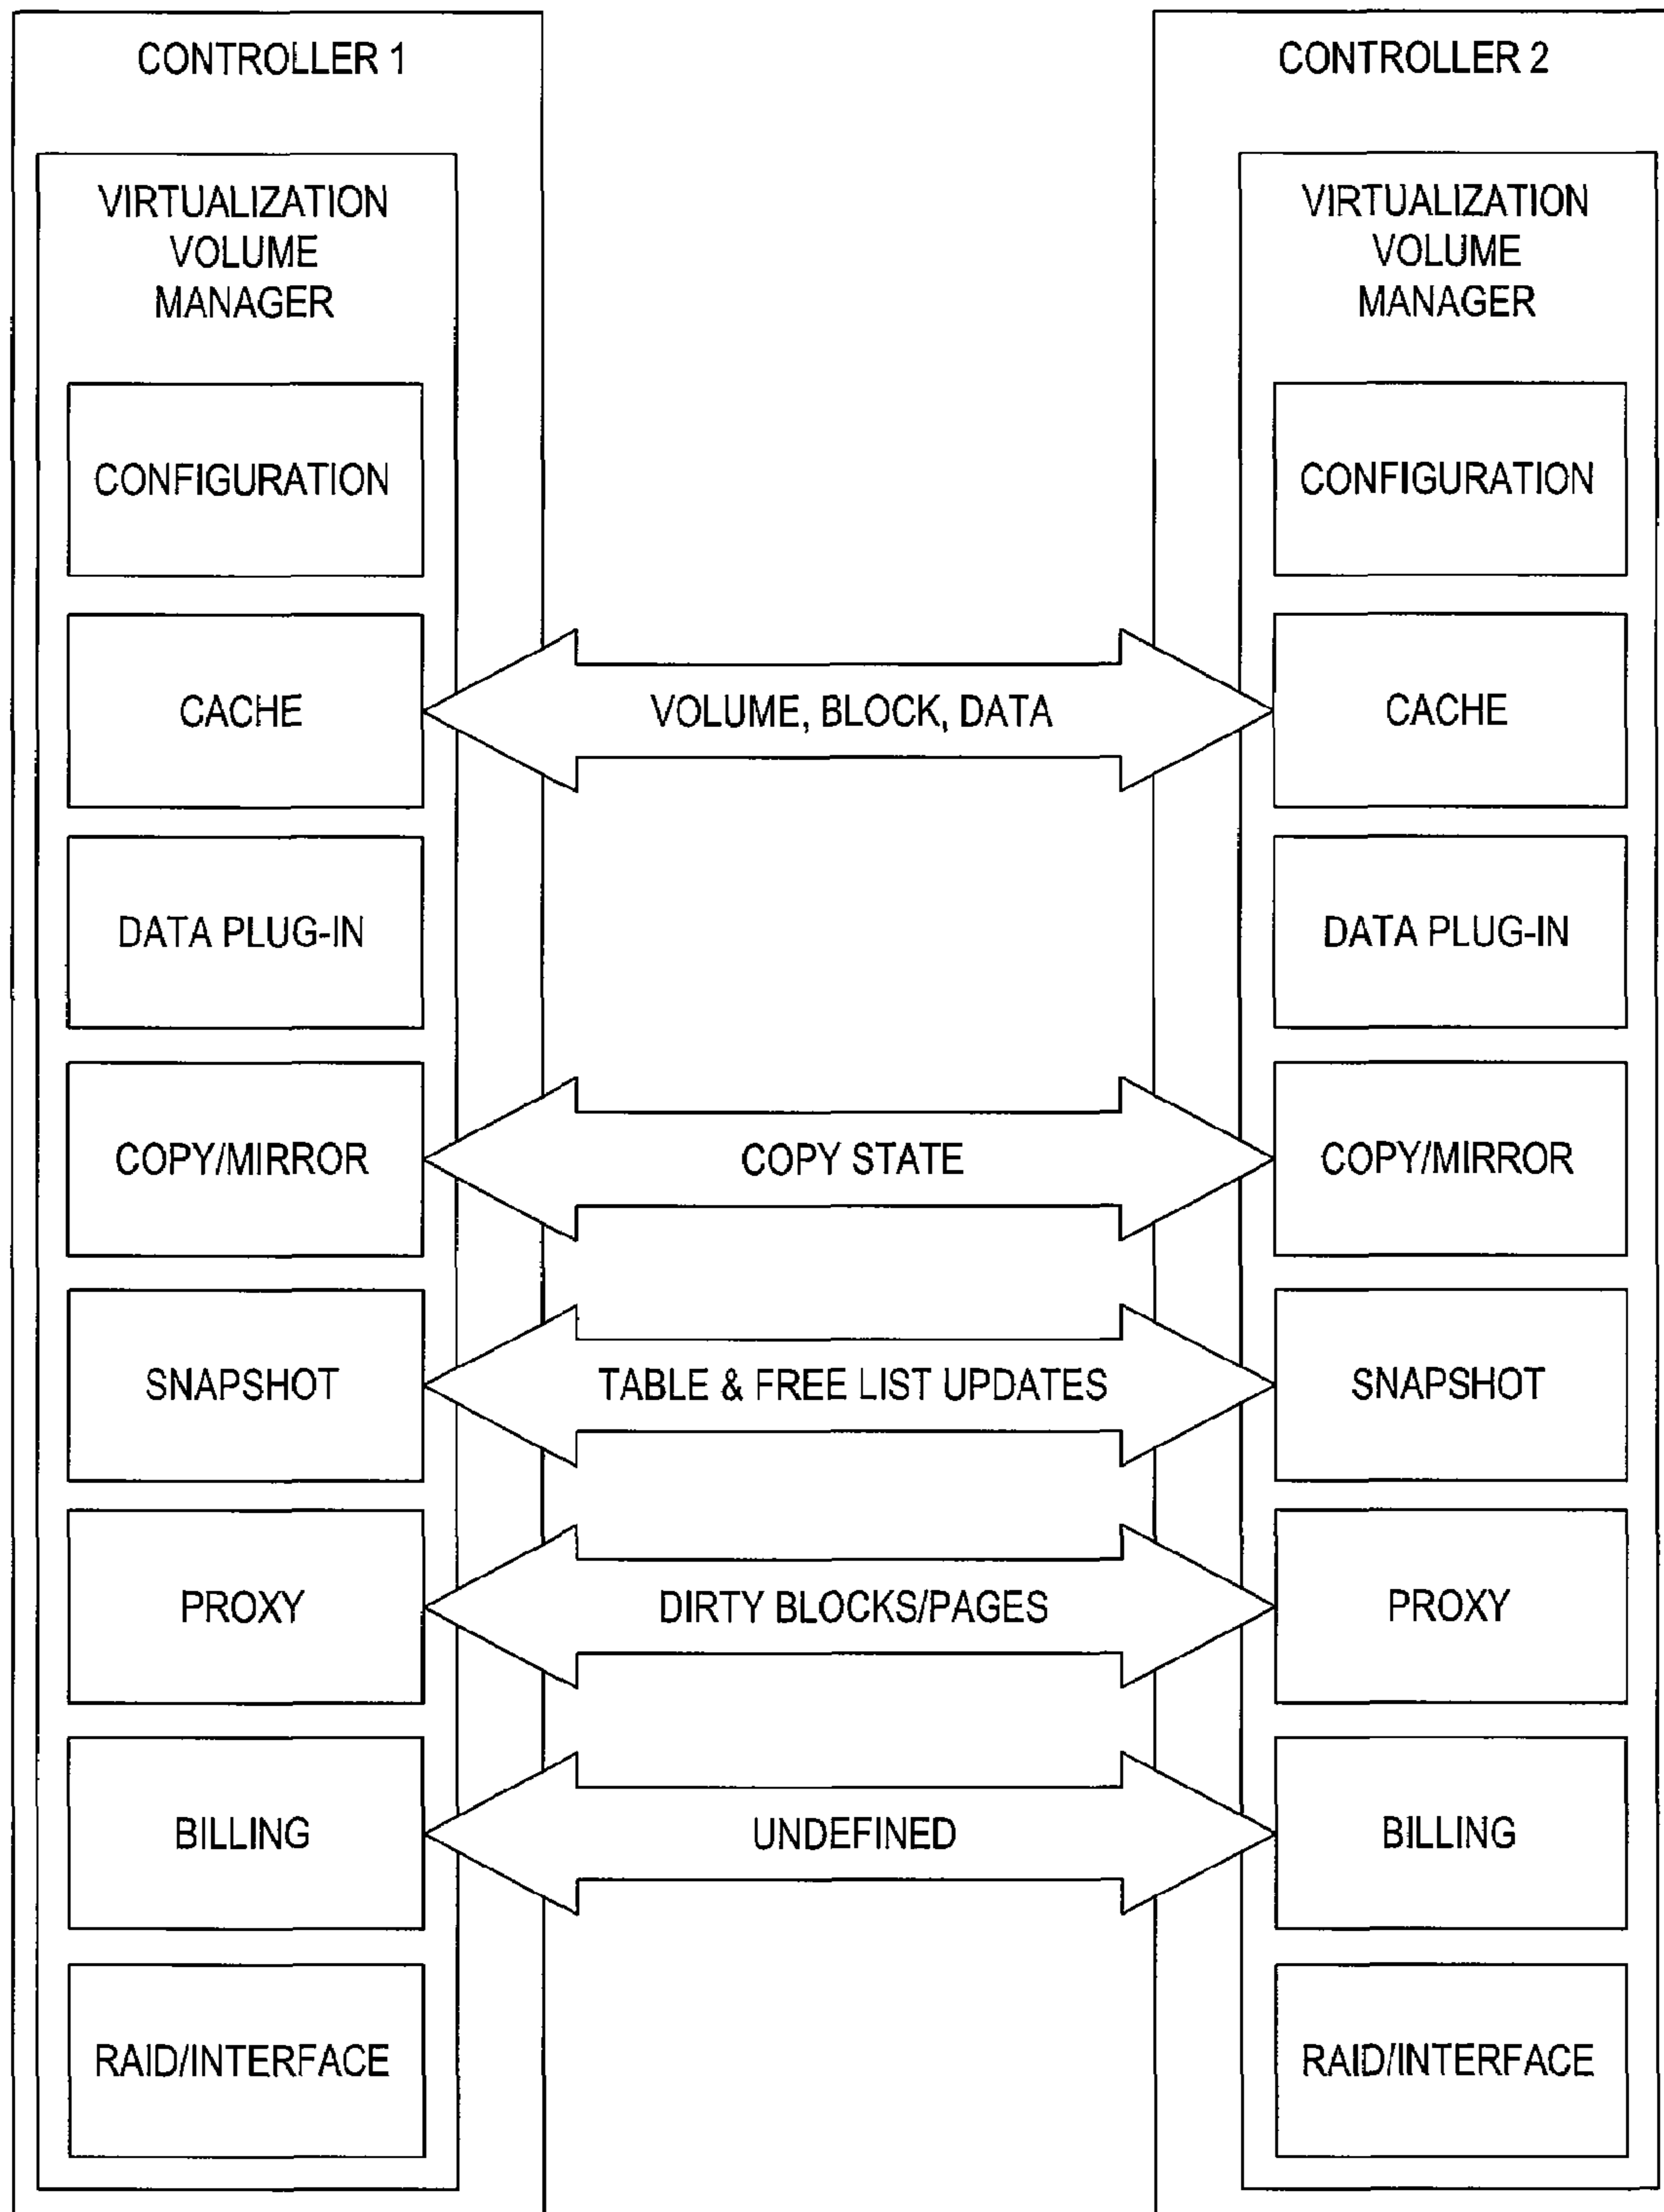 CONTROLLER 1
CONTROLLER 2
VIRTUALIZATION
VOLUME
MANAGER
VIRTUALIZATION
VOLUME
MANAGER
CONFIGURATION
CONFIGURATION
CACHE
VOLUME, BLOCK, DATA
CACHE
DATA PLUG-IN
DATA PLUG-IN
COPY/MIRROR
COPY STATE
COPY/MIRROR
SNAPSHOT
TABLE & FREE LIST UPDATES
SNAPSHOT
PROXY
DIRTY BLOCKS/PAGES
PROXY
BILLING
UNDEFINED
BILLING
RAID/INTERFACE
RAID/INTERFACE